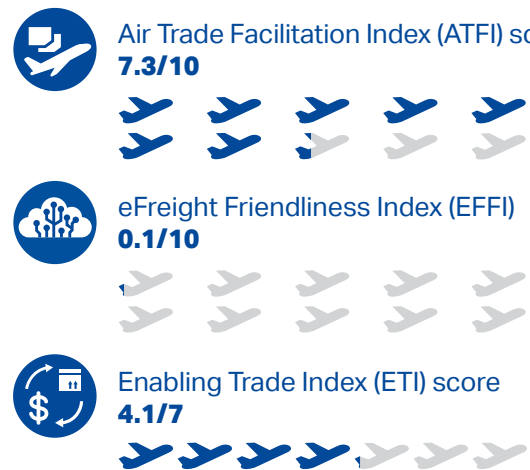 Air Trade Facilitation Index (ATFI)
7.3/10
eFreight Friendliness Index (EFFI)
0.1/10
Enabling Trade Index (ETI) score
4.1/7
$